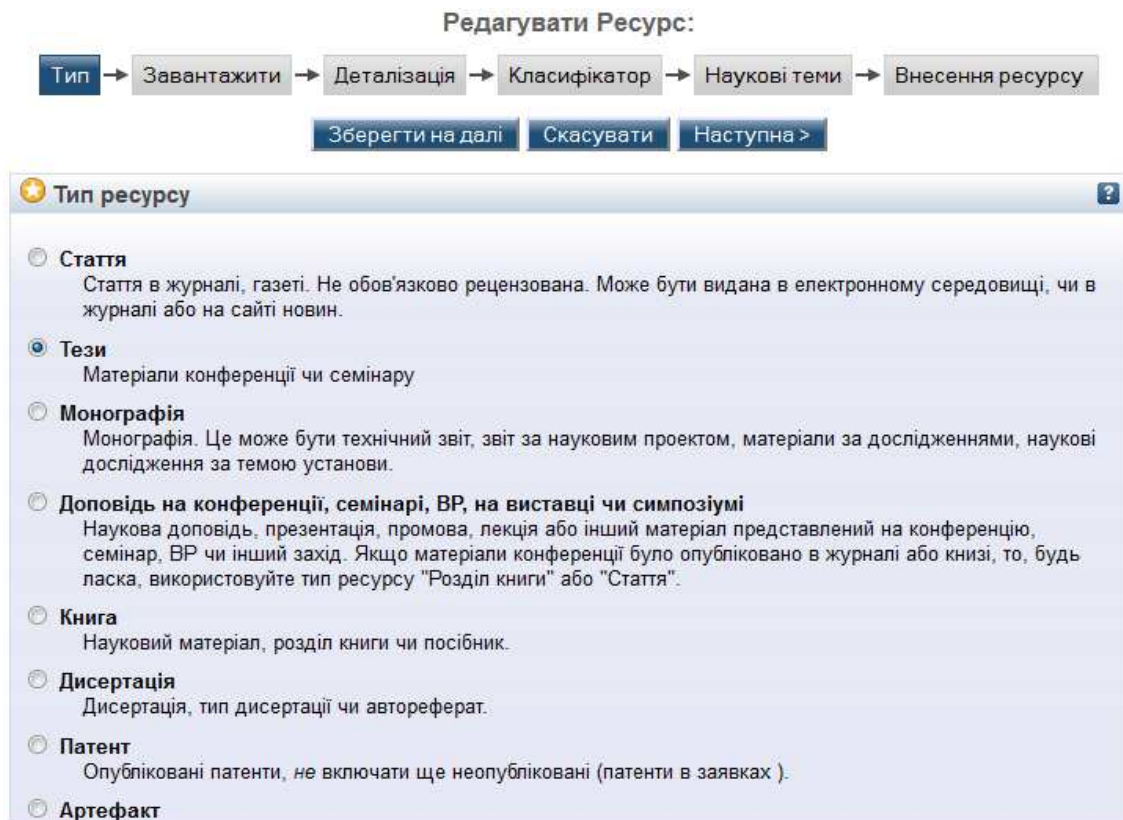 Редагувати Ресурс:
Тип → Завантажити → Деталізація → Класифікатор → Наукові теми → Внесення ресурсу
Зберегти на далі Скасувати Наступна >
Тип ресурсу ?
Стаття
Стаття в журналі, газеті. Не обов'язково рецензована. Може бути видана в електронному середовищі, чи в
журналі або на сайті новин.
Тези
Матеріали конференції чи семінару
Монографія
Монографія. Це може бути технічний звіт, звіт за науковим проектом, матеріали за дослідженнями, наукові
дослідження за темою установи.
Доповідь на конференції, семінарі, ВР, на виставці чи симпозіумі
Наукова доповідь, презентація, промова, лекція або інший матеріал представлений на конференцію,
семінар, ВР чи інший захід. Якщо матеріали конференції було опубліковано в журналі або книзі, то, будь
ласка, використовуйте тип ресурсу "Розділ книги" або "Стаття".
Книга
Науковий матеріал, розділ книги чи посібник.
Дисертація
Дисертація, тип дисертації чи автореферат.
Патент
Опубліковані патенти, не включати ще неопубліковані (патенти в заявках ).
Артефакт